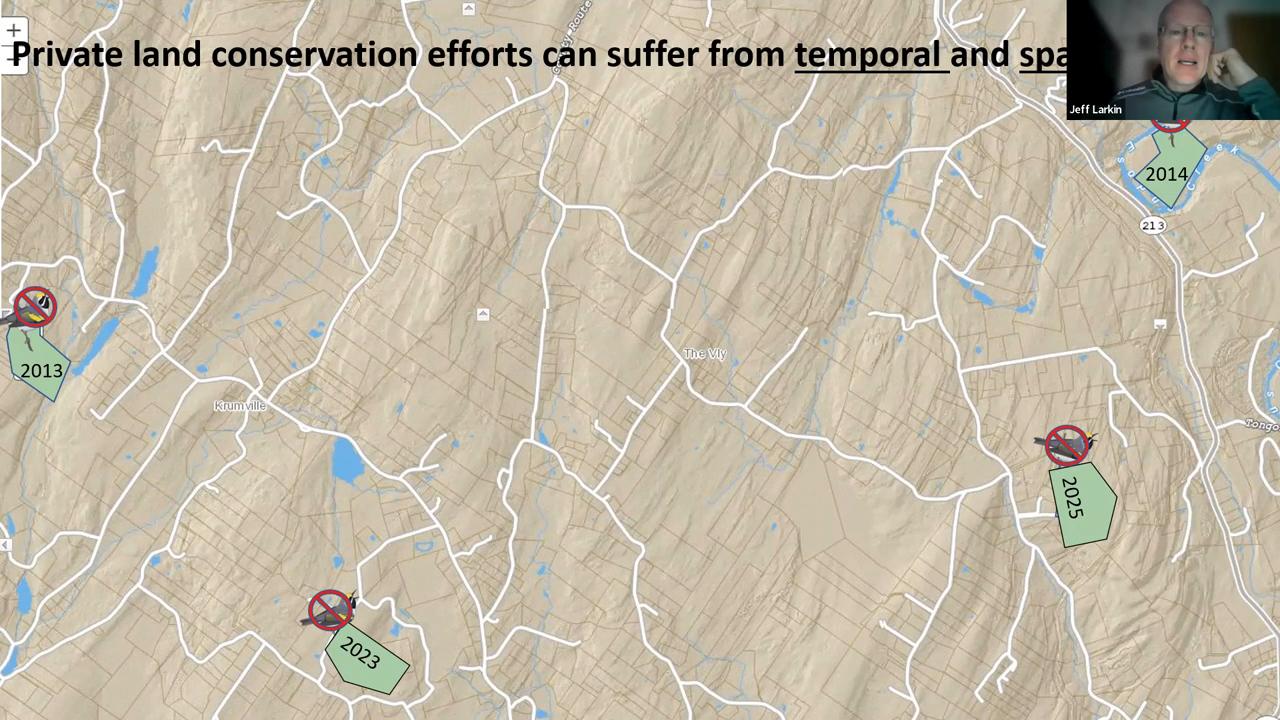 Private land conservation efforts can suffer from temporal and spa
Jeff Larkin
2014
213
2013
The Vly
Krumville
2025
Tongo
2023